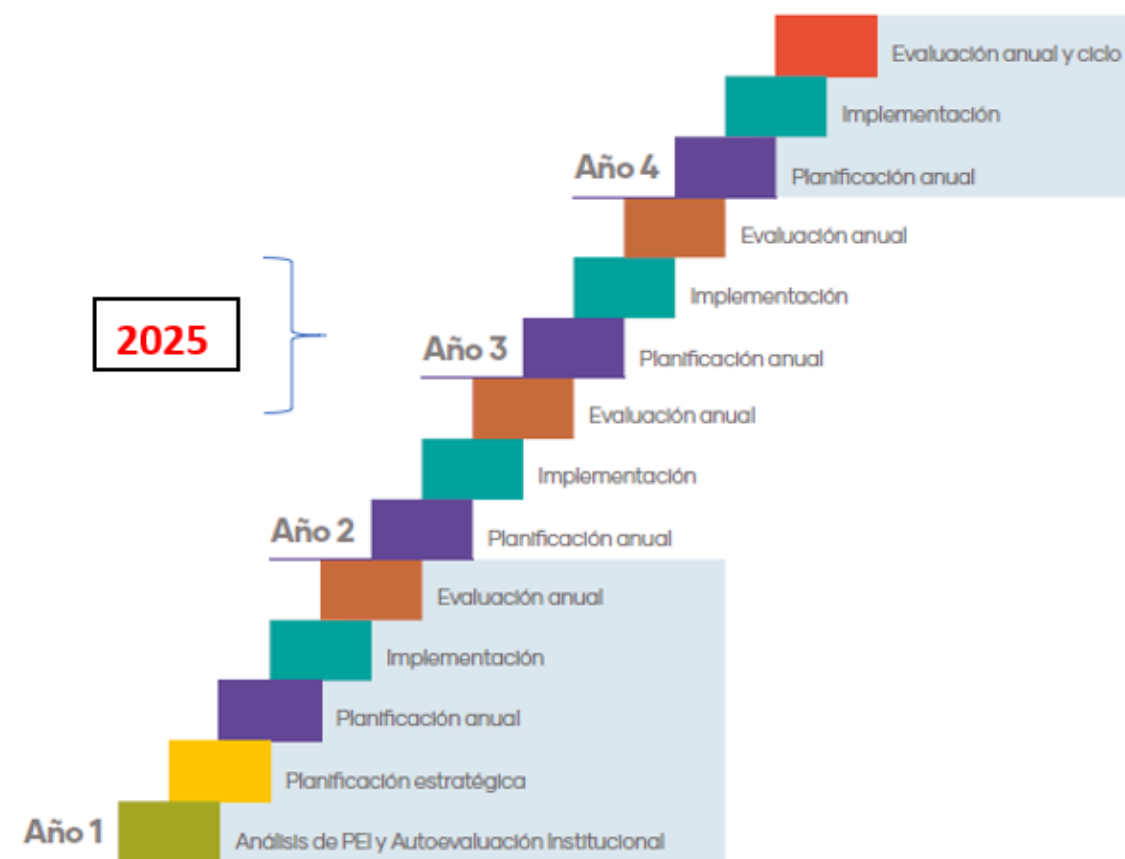 Evaluación anual y ciclo
Implementación
Año 4
Planificación anual
Evaluación anual
Implementación
2025
Año 3
Planificación anual
Evaluación anual
Implementación
Año 2
Planificación anual
Evaluación anual
Implementación
Planificación anual
Planificación estratégica
Año 1
Análisis de PEI y Autoevaluación Institucional